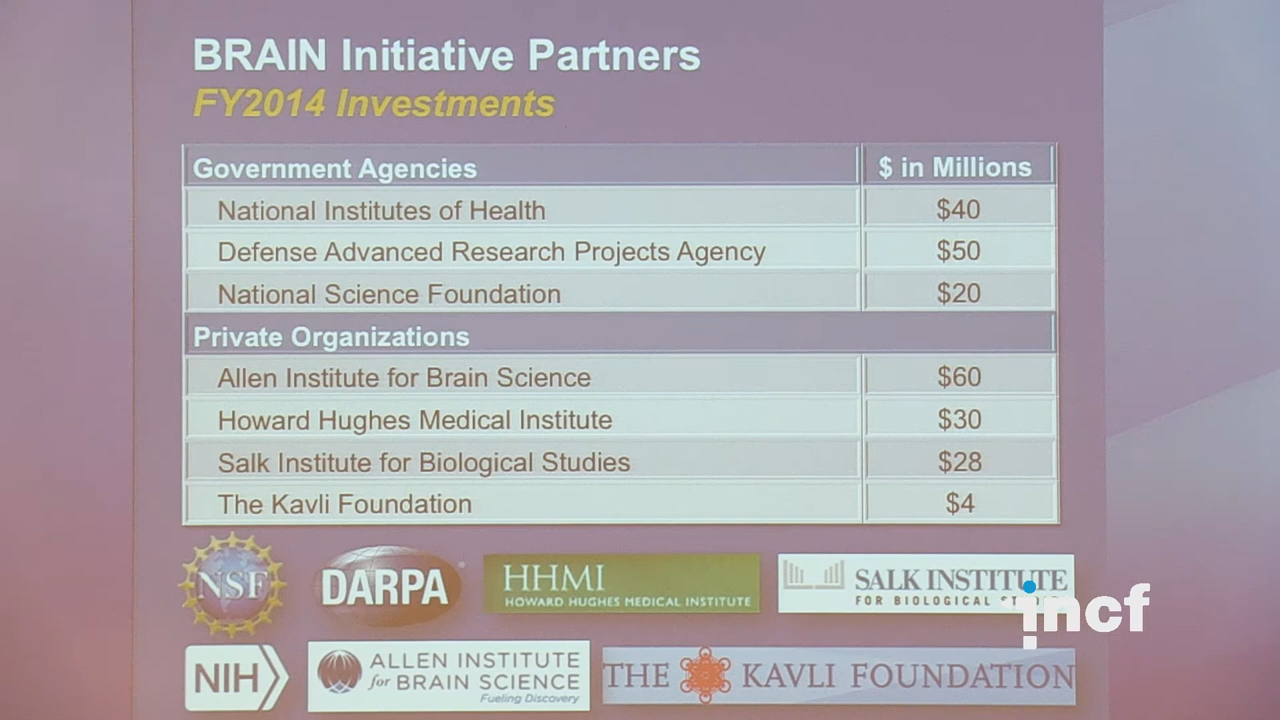 BRAIN Initiative Partners
FY2014 Investments
Government Agencies $ in Millions
National Institutes of Health $40
Defense Advanced Research Projects Agency $50
National Science Foundation $20
Private Organizations
Allen Institute for Brain Science $60
Howard Hughes Medical Institute $30
Salk Institute for Biological Studies $28
The Kavli Foundation $4
NSF
DARPA
HHMI
HOWARD HUGHES MEDICAL INSTITUTE
SALK INSTITUTE
FOR BIOLOGICAL
incf
NIH
ALLEN INSTITUTE
for BRAIN SCIENCE
Fueling Discovery
THE KAVLI FOUNDATION